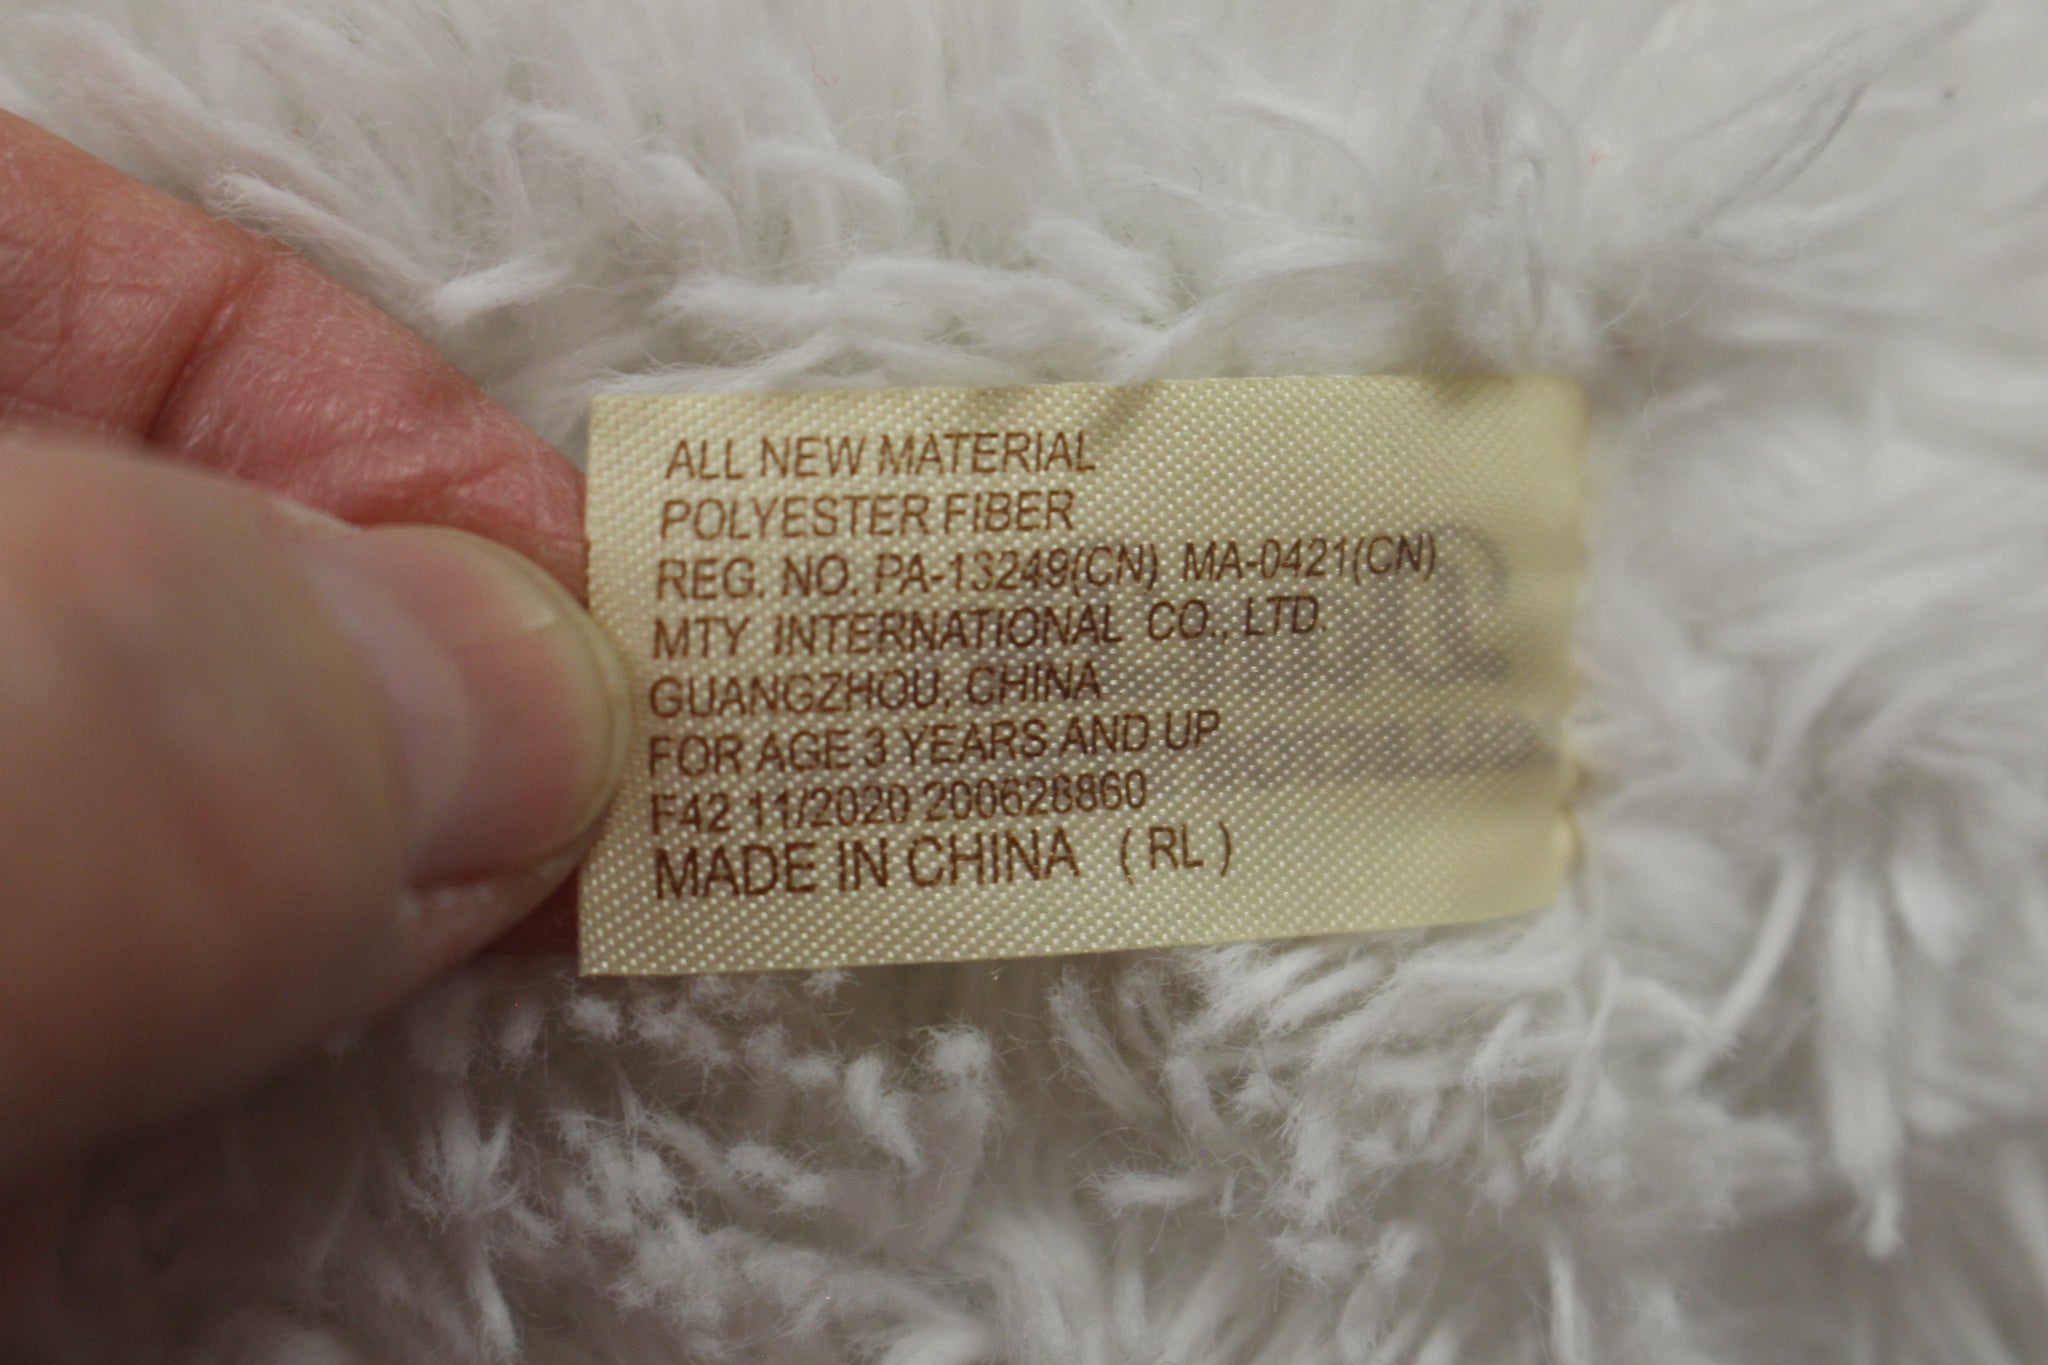 ALL NEW MATERIAL
POLYESTER FIBER
REG. NO. PA-13249(CN) MA-0421(CN)
MTY INTERNATIONAL CO., LTD.
GUANGZHOU, CHINA
FOR AGE 3 YEARS AND UP
F42 11/2020 200628860
MADE IN CHINA ( RL )